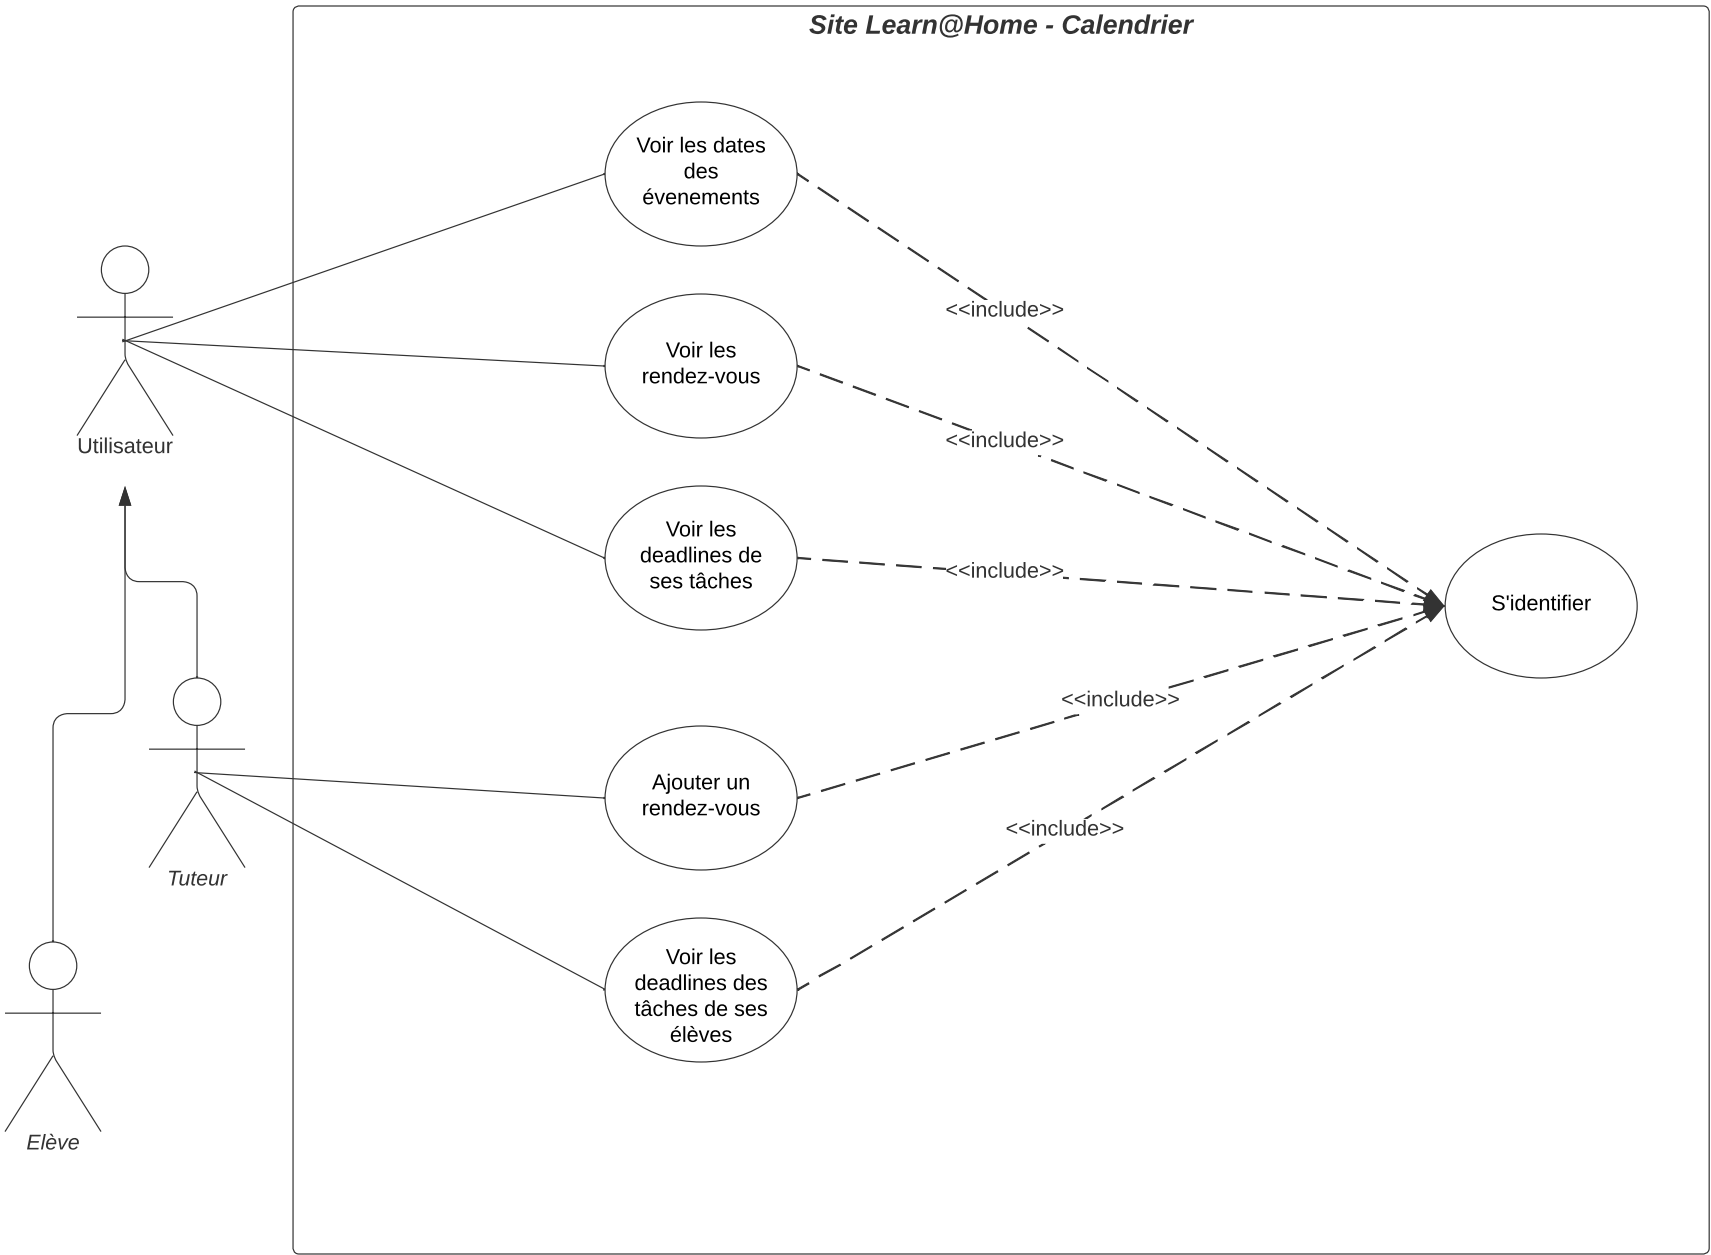 Site Learn@Home - Calendrier
Voir les dates
des
évenements
<<include>>
Utilisateur
Voir les
rendez-vous
<<include>>
Voir les
deadlines de
ses tâches
<<include>>
S'identifier
<<include>>
Tuteur
Ajouter un
rendez-vous
<<include>>
Voir les
deadlines des
tâches de ses
élèves
Elève